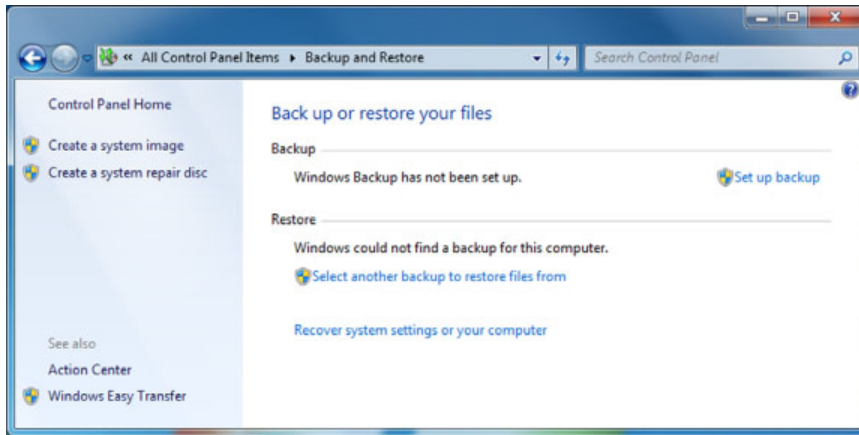 « All Control Panel Items ▸ Backup and Restore
Search Control Panel
Control Panel Home
Create a system image
Create a system repair disc
See also
Action Center
Windows Easy Transfer
Back up or restore your files
Backup
Windows Backup has not been set up.
Set up backup
Restore
Windows could not find a backup for this computer.
Select another backup to restore files from
Recover system settings or your computer